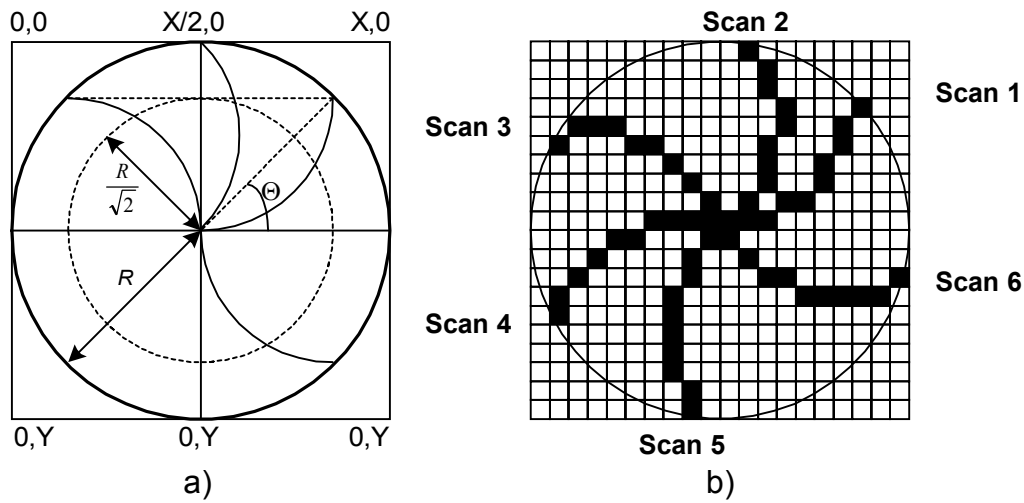 0,0 X/2,0 X,0
R
√2
Θ
R
0,Y 0,Y 0,Y
a)
Scan 2
Scan 1
Scan 3
Scan 6
Scan 4
Scan 5
b)